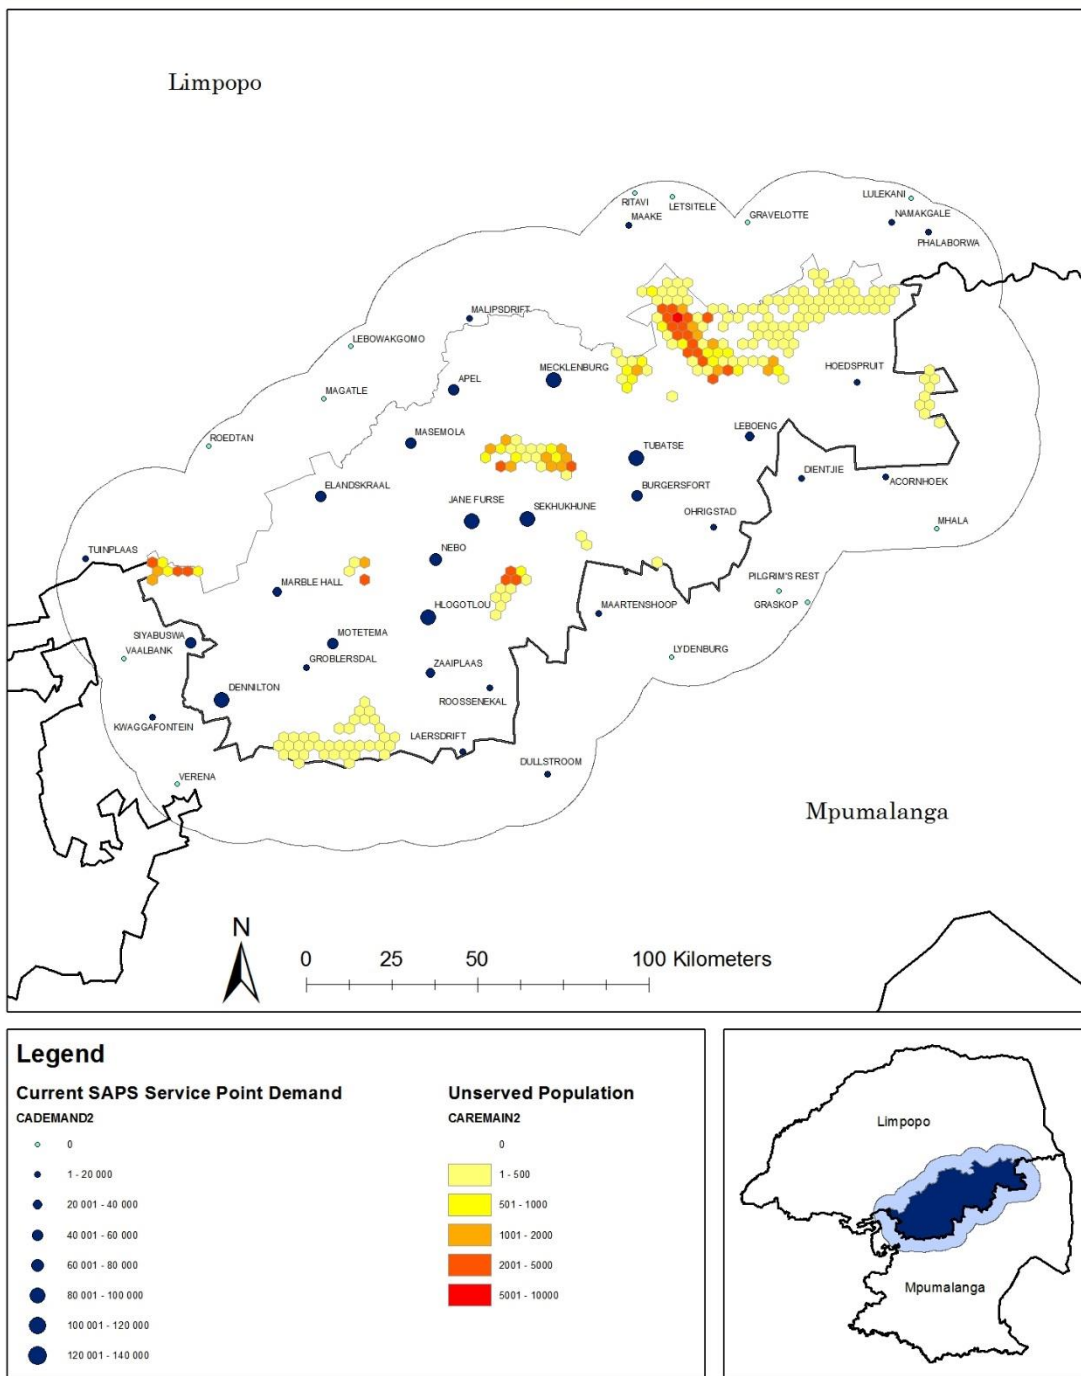 Limpopo
LULEKANI
RITAVI
LETSITELE
GRAVELOTTE
NAMAKGALE
MAAKE
PHALABORWA
MALIPSDRIFT
LEBOWAKGOMO
MECKLENBURG
HOEDSPRUIT
APEL
MAGATLE
LEBOENG
MASEMOLA
ROEDTAN
TUBATSE
DIENTJIE
ACORNHOEK
ELANDSKRAAL
BURGERSFORT
JANE FURSE
SEKHUKHUNE
OHRIGSTAD
MHALA
NEBO
TUINPLAAS
PILGRIM'S REST
MARBLE HALL
GRASKOP
HLOGOTLOU
MAARTENSHOOP
MOTETEMA
SIYABUSWA
VAALBANK
LYDENBURG
GROBLERSDAL
ZAAIPLAAS
DENNILTON
ROOSSENEKAL
KWAGGAFONTEIN
LAERSDRIFT
DULLSTROOM
VERENA
Mpumalanga
N
0 25 50 100 Kilometers
Legend
Current SAPS Service Point Demand
CADEMAND2
0
1 - 20 000
20 001 - 40 000
40 001 - 60 000
60 001 - 80 000
80 001 - 100 000
100 001 - 120 000
120 001 - 140 000
Unserved Population
CAREMAIN2
0
1 - 500
501 - 1000
1001 - 2000
2001 - 5000
5001 - 10000
Limpopo
Mpumalanga